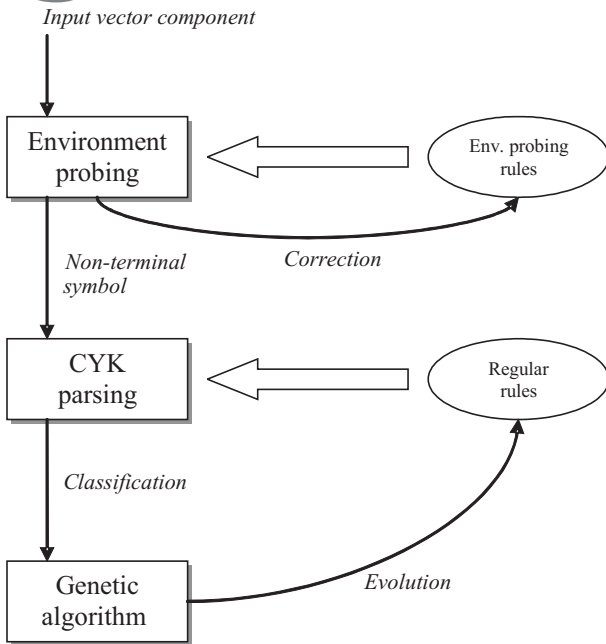 Input vector component
Environment
probing
Env. probing
rules
Correction
Non-terminal
symbol
CYK
parsing
Regular
rules
Classification
Genetic
algorithm
Evolution